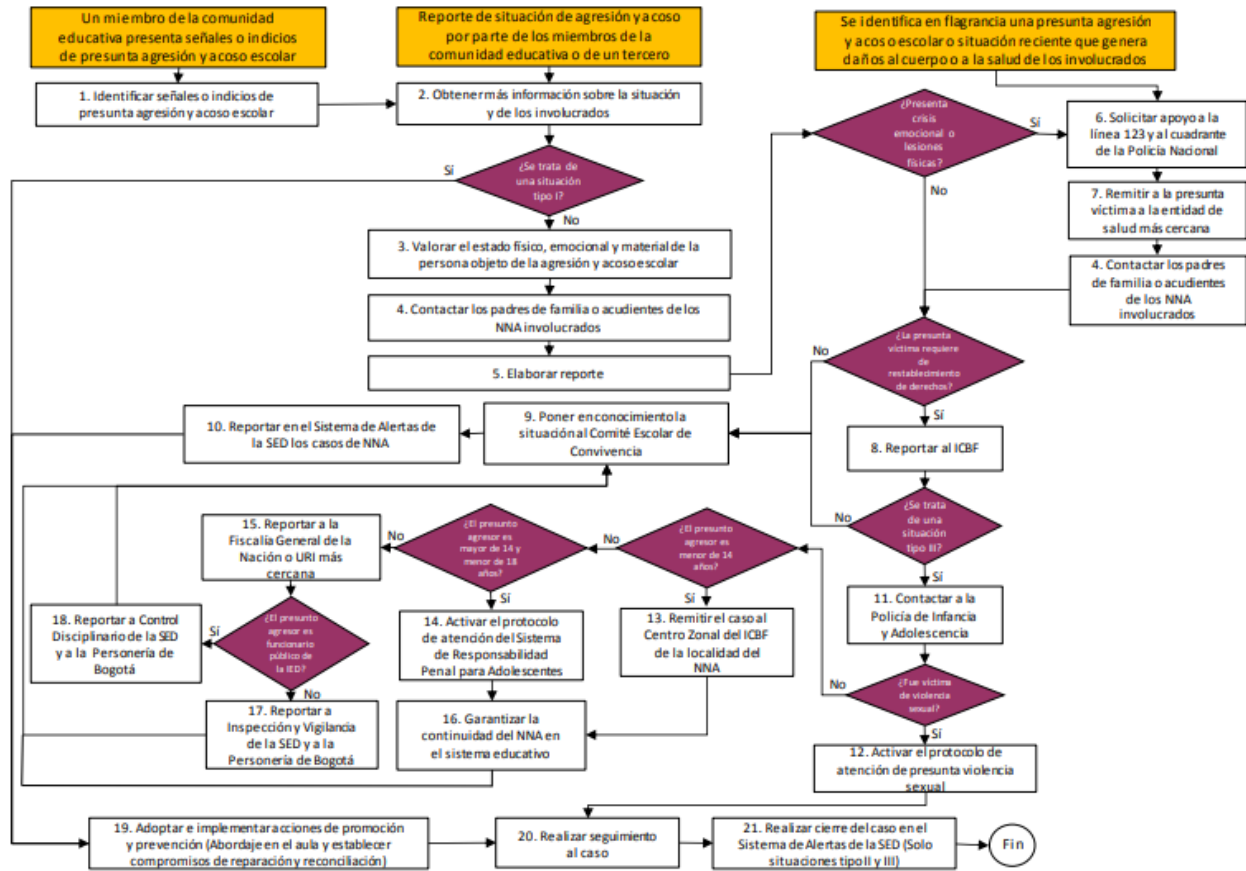 Un miembro de la comunidad
educativa presenta señales o indicios
de presunta agresión y acoso escolar
Reporte de situación de agresión y acoso
por parte de los miembros de la
comunidad educativa o de un tercero
Se identifica en flagrancia una presunta agresión
y acoso escolar o situación reciente que genera
daños al cuerpo o a la salud de los involucrados
1. Identificar señales o indicios de
presunta agresión y acoso escolar
2. Obtener más información sobre la situación
y de los involucrados
¿Presenta
crisis
emocional o
lesiones
físicas?
Sí
No
6. Solicitar apoyo a la
línea 123 y al cuadrante
de la Policía Nacional
¿Se trata de
una situación
tipo I?
Sí
No
7. Remitir a la presunta
víctima a la entidad de
salud más cercana
3. Valorar el estado físico, emocional y material de la
persona objeto de la agresión y acoso escolar
4. Contactar los padres
de familia o acudientes
de los NNA
involucrados
4. Contactar los padres de familia o acudientes de los
NNA involucrados
5. Elaborar reporte
¿La presunta
víctima requiere
de
restablecimiento
de derechos?
No
Sí
10. Reportar en el Sistema de Alertas de
la SED los casos de NNA
9. Poner en conocimiento la
situación al Comité Escolar de
Convivencia
8. Reportar al ICBF
¿Se trata
de una
situación
tipo III?
No
Sí
15. Reportar a la
Fiscalía General de la
Nación o URI más
cercana
No
¿El presunto
agresor es
mayor de 14 y
menor de 18
años?
Sí
No
¿El presunto
agresor es
menor de 14
años?
Sí
11. Contactar a la
Policía de Infancia
y Adolescencia
18. Reportar a Control
Disciplinario de la SED
y a la Personería de
Bogotá
Sí
¿El presunto
agresor es
funcionario
público de
la IED?
No
14. Activar el protocolo
de atención del Sistema
de Responsabilidad
Penal para Adolescentes
13. Remitir el caso al
Centro Zonal del ICBF
de la localidad del
NNA
No
¿Fue víctima
de violencia
sexual?
Sí
17. Reportar a
Inspección y Vigilancia
de la SED y a la
Personería de Bogotá
16. Garantizar la
continuidad del NNA en
el sistema educativo
12. Activar el protocolo de
atención de presunta violencia
sexual
19. Adoptar e implementar acciones de promoción
y prevención (Abordaje en el aula y establecer
compromisos de reparación y reconciliación)
20. Realizar seguimiento
al caso
21. Realizar cierre del caso en el
Sistema de Alertas de la SED (Solo
situaciones tipo II y III)
Fin